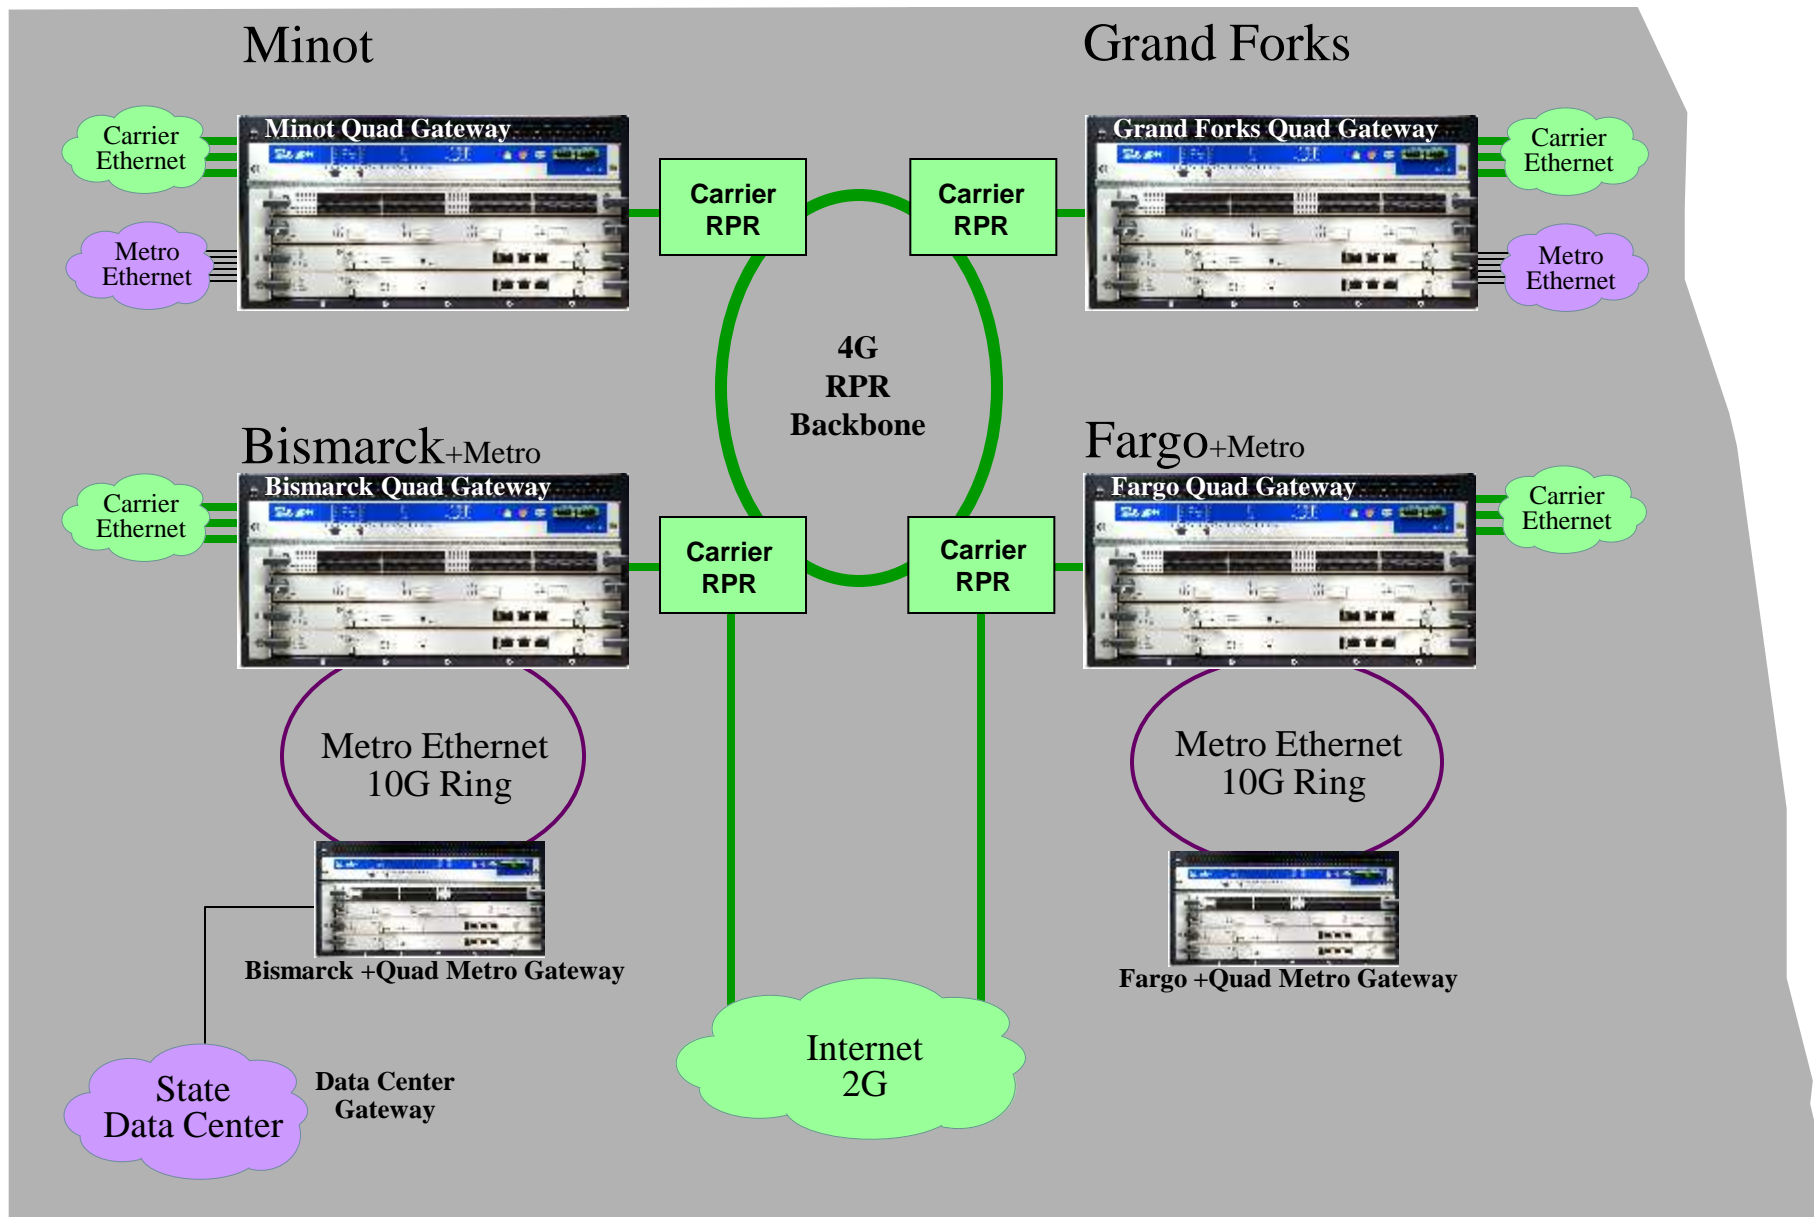 Minot
Grand Forks
Carrier
Ethernet
Minot Quad Gateway
Carrier
RPR
Carrier
RPR
Grand Forks Quad Gateway
Carrier
Ethernet
Metro
Ethernet
Metro
Ethernet
4G
RPR
Backbone
Bismarck+Metro
Fargo+Metro
Carrier
Ethernet
Bismarck Quad Gateway
Carrier
RPR
Carrier
RPR
Fargo Quad Gateway
Carrier
Ethernet
Metro Ethernet
10G Ring
Metro Ethernet
10G Ring
Bismarck +Quad Metro Gateway
Fargo +Quad Metro Gateway
Internet
2G
State
Data Center
Data Center
Gateway